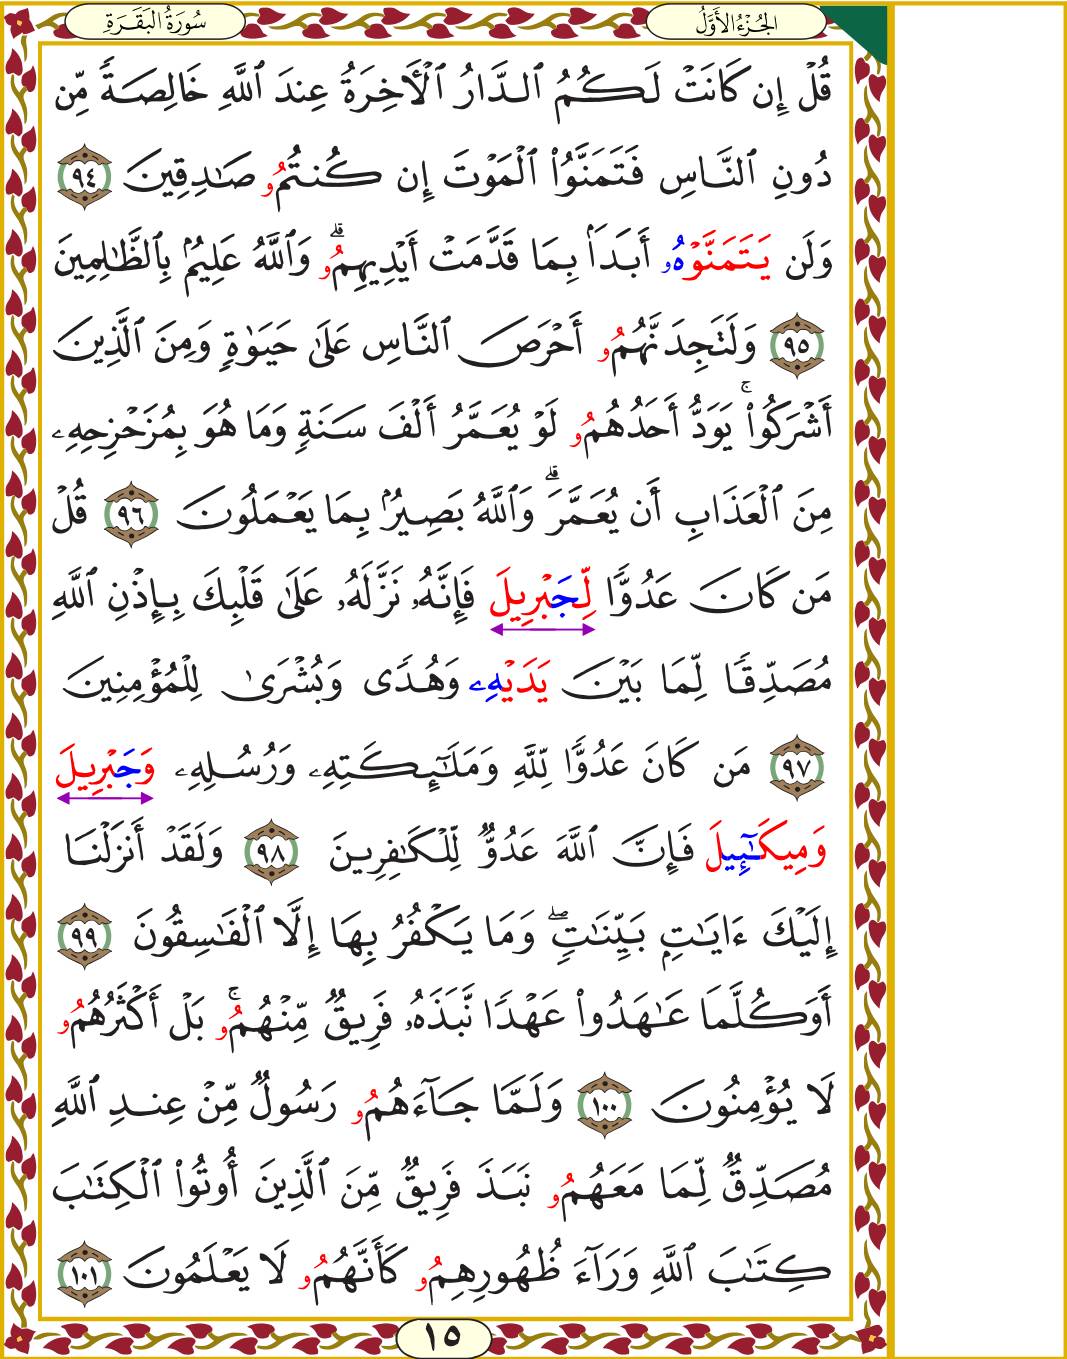 الجُزْءُ الأَوَّلُ
سُورَةُ البَقَرَةِ
قُلْ إِن كَانَتْ لَكُمُ ٱلدَّارُ ٱلْأَخِرَةُ عِندَ ٱللَّهِ خَالِصَةً مِّن
دُونِ ٱلنَّاسِ فَتَمَنَّوُا۟ ٱلْمَوْتَ إِن كُنتُمُۥ صَـٰدِقِينَ ٩٤
وَلَن يَتَمَنَّوْهُۥ أَبَدَۢا بِمَا قَدَّمَتْ أَيْدِيهِمُۥ ۗ وَٱللَّهُ عَلِيمُۢ بِٱلظَّـٰلِمِينَ
٩٥ وَلَتَجِدَنَّهُمُۥ أَحْرَصَ ٱلنَّاسِ عَلَىٰ حَيَوٰةٍ وَمِنَ ٱلَّذِينَ
أَشْرَكُوا۟ ۚ يَوَدُّ أَحَدُهُمُۥ لَوْ يُعَمَّرُ أَلْفَ سَنَةٍ وَمَا هُوَ بِمُزَحْزِحِهِۦ
مِنَ ٱلْعَذَابِ أَن يُعَمَّرَ ۗ وَٱللَّهُ بَصِيرُۢ بِمَا يَعْمَلُونَ ٩٦ قُلْ
مَن كَانَ عَدُوًّا لِّجَبْرِيلَ فَإِنَّهُۥ نَزَّلَهُۥ عَلَىٰ قَلْبِكَ بِإِذْنِ ٱللَّهِ
مُصَدِّقًا لِّمَا بَيْنَ يَدَيْهِۦ وَهُدًى وَبُشْرَىٰ لِلْمُؤْمِنِينَ
٩٧ مَن كَانَ عَدُوًّا لِّلَّهِ وَمَلَـٰٓئِكَتِهِۦ وَرُسُلِهِۦ وَجَبْرِيلَ
وَمِيكَـٰٓئِيلَ فَإِنَّ ٱللَّهَ عَدُوٌّ لِّلْكَـٰفِرِينَ ٩٨ وَلَقَدْ أَنزَلْنَا
إِلَيْكَ ءَايَـٰتِۭ بَيِّنَـٰتٍ ۖ وَمَا يَكْفُرُ بِهَا إِلَّا ٱلْفَـٰسِقُونَ ٩٩
أَوَكُلَّمَا عَـٰهَدُوا۟ عَهْدًا نَّبَذَهُۥ فَرِيقٌ مِّنْهُمُۥ ۚ بَلْ أَكْثَرُهُمُۥ
لَا يُؤْمِنُونَ ١٠٠ وَلَمَّا جَآءَهُمُۥ رَسُولٌ مِّنْ عِندِ ٱللَّهِ
مُصَدِّقٌ لِّمَا مَعَهُمُۥ نَبَذَ فَرِيقٌ مِّنَ ٱلَّذِينَ أُوتُوا۟ ٱلْكِتَـٰبَ
كِتَـٰبَ ٱللَّهِ وَرَآءَ ظُهُورِهِمُۥ كَأَنَّهُمُۥ لَا يَعْلَمُونَ ١٠١
١٥